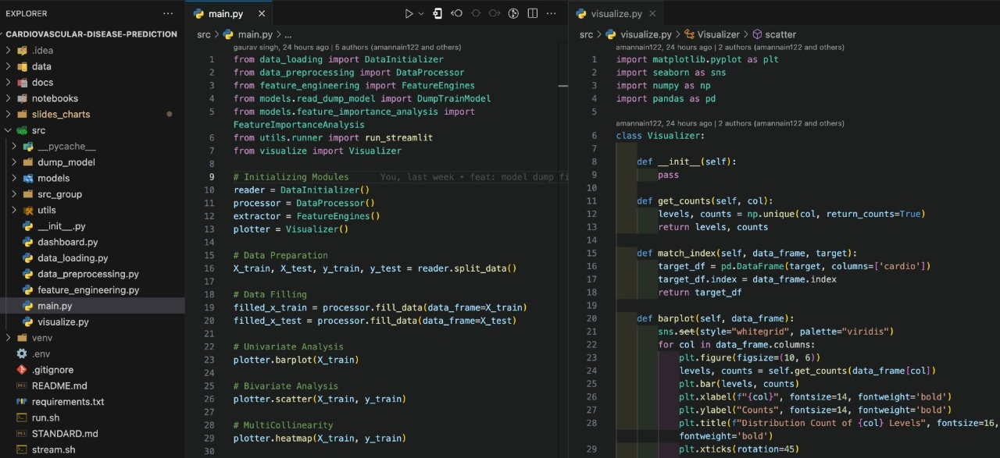 EXPLORER
CARDIOVASCULAR-DISEASE-PREDICTION
.idea
data
docs
notebooks
slides_charts
src
__pycache__
dump_model
models
src_group
utils
__init__.py
dashboard.py
data_loading.py
data_preprocessing.py
feature_engineering.py
main.py
visualize.py
venv
.env
.gitignore
README.md
requirements.txt
run.sh
STANDARD.md
stream.sh
main.py
src > main.py > ...
gaurav singh, 24 hours ago | 5 authors (amannain122 and others)
1 from data_loading import DataInitializer
2 from data_preprocessing import DataProcessor
3 from feature_engineering import FeatureEngines
4 from models.read_dump_model import DumpTrainModel
5 from models.feature_importance_analysis import
FeatureImportanceAnalysis
6 from utils.runner import run_streamlit
7 from visualize import Visualizer
8
9 # Initializing Modules You, last week • feat: model dump fi
10 reader = DataInitializer()
11 processor = DataProcessor()
12 extractor = FeatureEngines()
13 plotter = Visualizer()
14
15 # Data Preparation
16 X_train, X_test, y_train, y_test = reader.split_data()
17
18 # Data Filling
19 filled_x_train = processor.fill_data(data_frame=X_train)
20 filled_x_test = processor.fill_data(data_frame=X_test)
21
22 # Univariate Analysis
23 plotter.barplot(X_train)
24
25 # Bivariate Analysis
26 plotter.scatter(X_train, y_train)
27
28 # MultiCollinearity
29 plotter.heatmap(X_train, y_train)
30
visualize.py
src > visualize.py > Visualizer > scatter
amannain122, 24 hours ago | 2 authors (amannain122 and others)
1 import matplotlib.pyplot as plt
2 import seaborn as sns
3 import numpy as np
4 import pandas as pd
5
amannain122, 24 hours ago | 2 authors (amannain122 and others)
6 class Visualizer:
7
8 def __init__(self):
9 pass
10
11 def get_counts(self, col):
12 levels, counts = np.unique(col, return_counts=True)
13 return levels, counts
14
15 def match_index(self, data_frame, target):
16 target_df = pd.DataFrame(target, columns=['cardio'])
17 target_df.index = data_frame.index
18 return target_df
19
20 def barplot(self, data_frame):
21 sns.set(style="whitegrid", palette="viridis")
22 for col in data_frame.columns:
23 plt.figure(figsize=(10, 6))
24 levels, counts = self.get_counts(data_frame[col])
25 plt.bar(levels, counts)
26 plt.xlabel(f"{col}", fontsize=14, fontweight='bold')
27 plt.ylabel("Counts", fontsize=14, fontweight='bold')
28 plt.title(f"Distribution Count of {col} Levels", fontsize=16,
fontweight='bold')
29 plt.xticks(rotation=45)